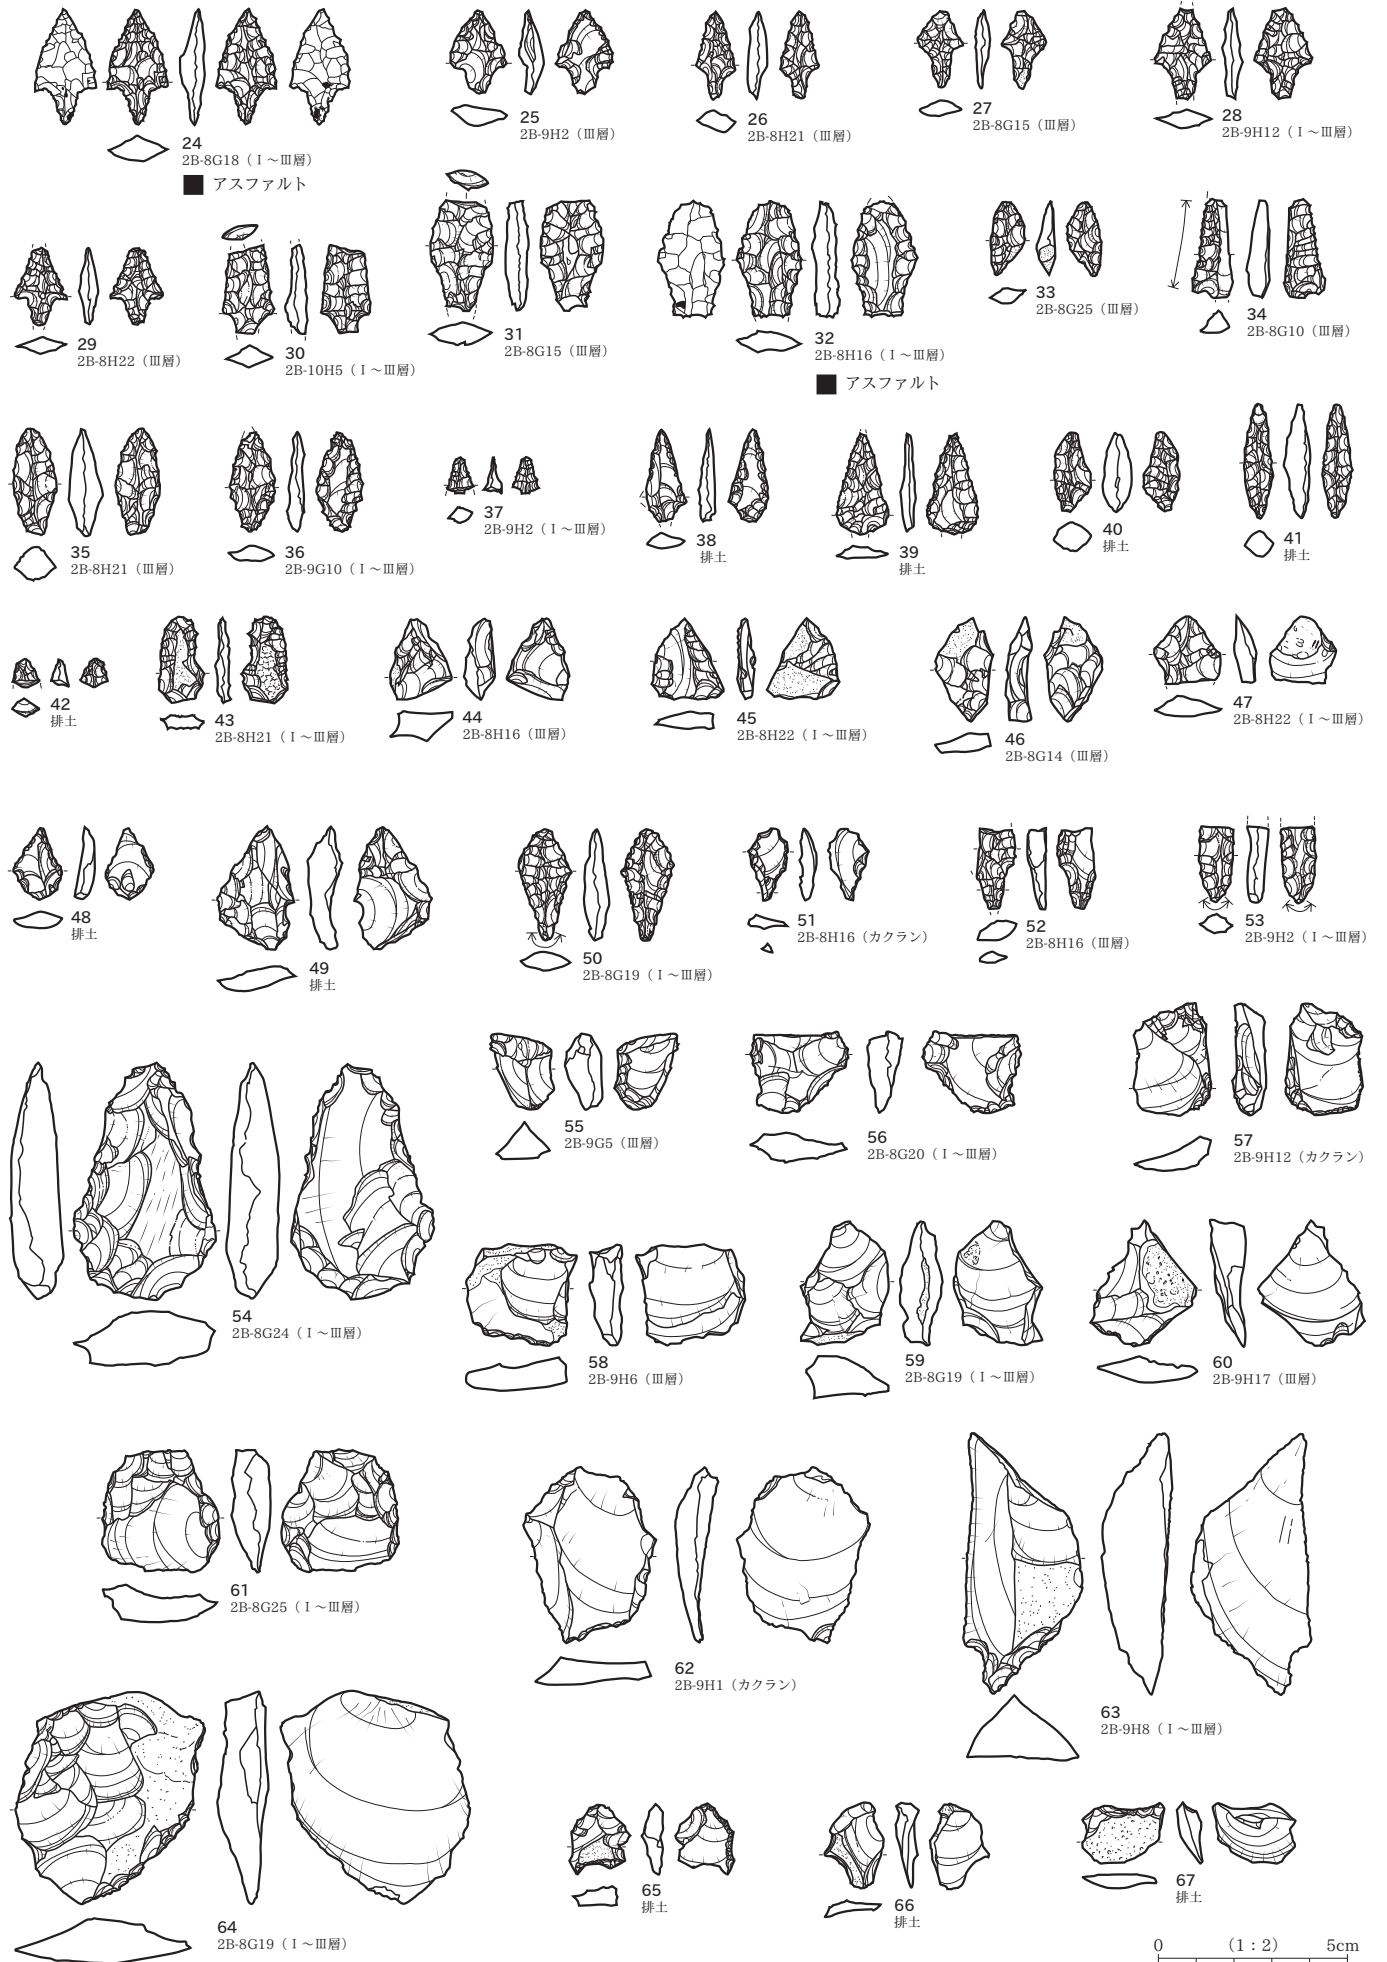 24
2B-8G18（Ⅰ～Ⅲ層）
アスファルト
25
2B-9H2（Ⅲ層）
26
2B-8H21（Ⅲ層）
27
2B-8G15（Ⅲ層）
28
2B-9H12（Ⅰ～Ⅲ層）
29
2B-8H22（Ⅲ層）
30
2B-10H5（Ⅰ～Ⅲ層）
31
2B-8G15（Ⅲ層）
32
2B-8H16（Ⅰ～Ⅲ層）
アスファルト
33
2B-8G25（Ⅲ層）
34
2B-8G10（Ⅲ層）
35
2B-8H21（Ⅲ層）
36
2B-9G10（Ⅰ～Ⅲ層）
37
2B-9H2（Ⅰ～Ⅲ層）
38
排土
39
排土
40
排土
41
排土
42
排土
43
2B-8H21（Ⅰ～Ⅲ層）
44
2B-8H16（Ⅲ層）
45
2B-8H22（Ⅰ～Ⅲ層）
46
2B-8G14（Ⅲ層）
47
2B-8H22（Ⅰ～Ⅲ層）
48
排土
49
排土
50
2B-8G19（Ⅰ～Ⅲ層）
51
2B-8H16（カクラン）
52
2B-8H16（Ⅲ層）
53
2B-9H2（Ⅰ～Ⅲ層）
54
2B-8G24（Ⅰ～Ⅲ層）
55
2B-9G5（Ⅲ層）
56
2B-8G20（Ⅰ～Ⅲ層）
57
2B-9H12（カクラン）
58
2B-9H6（Ⅲ層）
59
2B-8G19（Ⅰ～Ⅲ層）
60
2B-9H17（Ⅲ層）
61
2B-8G25（Ⅰ～Ⅲ層）
62
2B-9H1（カクラン）
63
2B-9H8（Ⅰ～Ⅲ層）
64
2B-8G19（Ⅰ～Ⅲ層）
65
排土
66
排土
67
排土
0 （1：2） 5cm